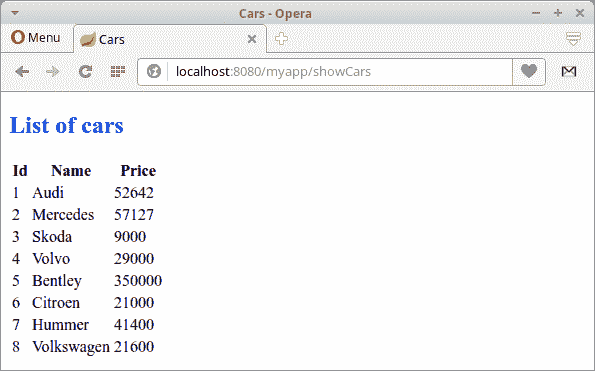 Cars - Opera
Menu
Cars
localhost:8080/myapp/showCars
List of cars
Id Name Price
1 Audi 52642
2 Mercedes 57127
3 Skoda 9000
4 Volvo 29000
5 Bentley 350000
6 Citroen 21000
7 Hummer 41400
8 Volkswagen 21600